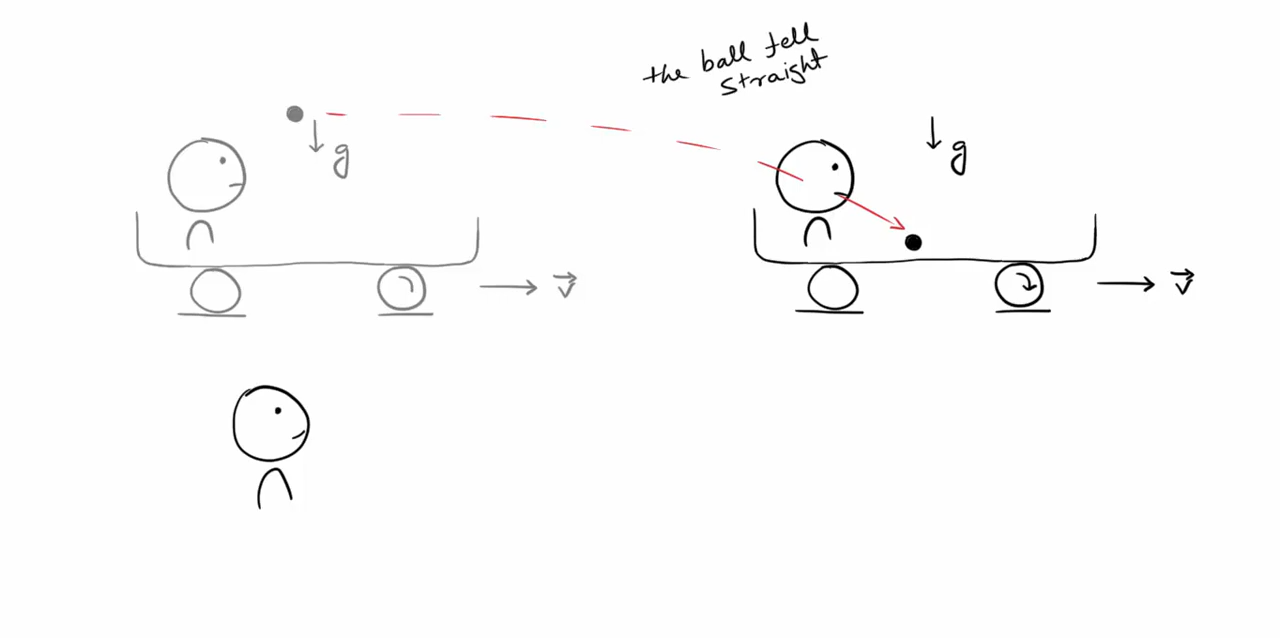 the ball fell
straight
g
g
v⃗
v⃗